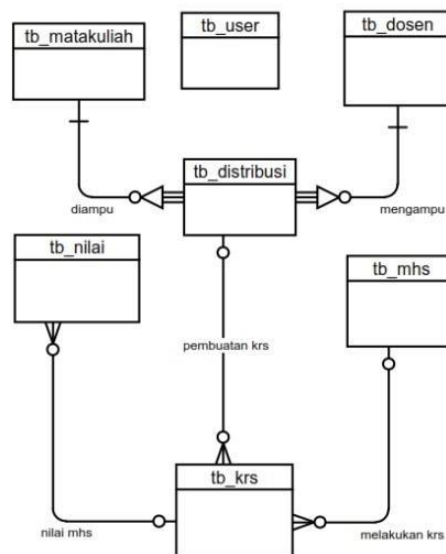 tb_matakuliah
tb_user
tb_dosen
diampu
tb_distribusi
mengampu
tb_nilai
tb_mhs
pembuatan krs
nilai mhs
tb_krs
melakukan krs